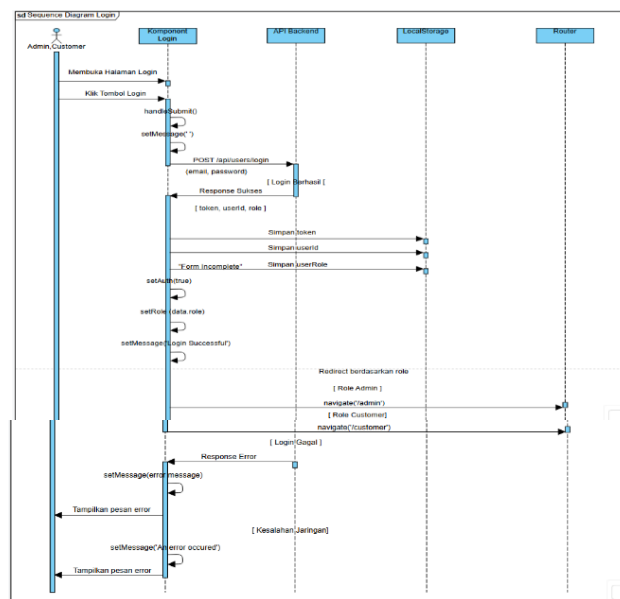 sd Sequence Diagram Login
Admin,Customer
Komponent
Login
API Backend
LocalStorage
Router
Membuka Halaman Login
Klik Tombol Login
handleSubmit()
setMessage(' ')
POST /api/users/login
(email, password)
[ Login Berhasil [
Response Sukses
[ token, userId, role ]
Simpan token
Simpan userId
"Form Incomplete"
Simpan userRole
setAuth(true)
setRole (data.role)
setMessage('Login Successful')
Redirect berdasarkan role
[ Role Admin ]
navigate('/admin')
[ Role Customer]
navigate('/customer')
[ Login Gagal ]
Response Error
setMessage(error message)
Tampilkan pesan error
[ Kesalahan Jaringan]
setMessage('An error occured')
Tampilkan pesan error